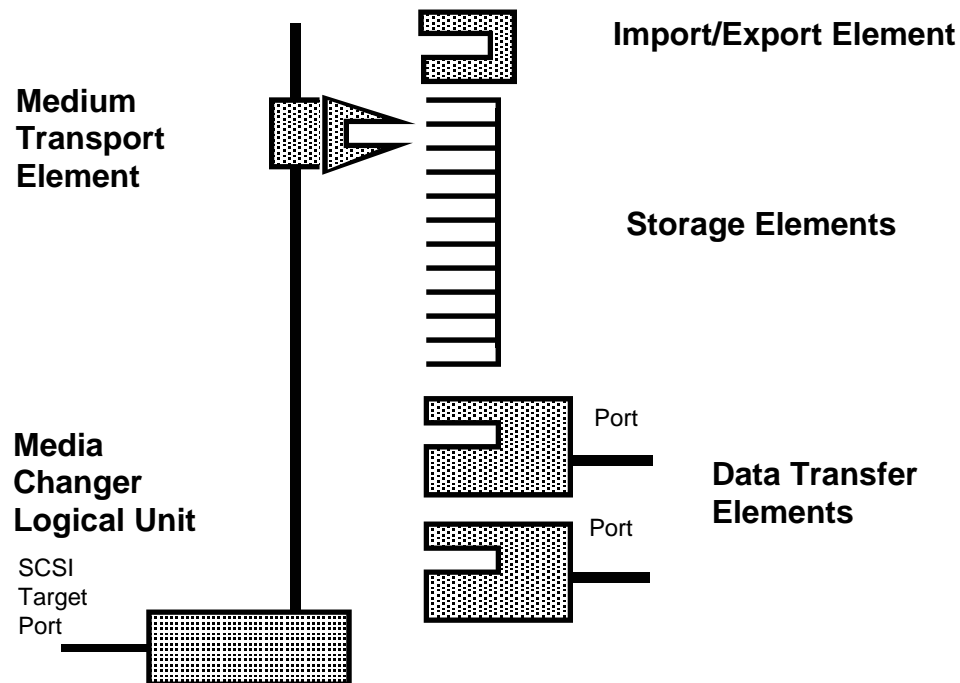 Import/Export Element
Medium
Transport
Element
Storage Elements
Port
Media
Changer
Logical Unit
Data Transfer
Elements
Port
SCSI
Target
Port